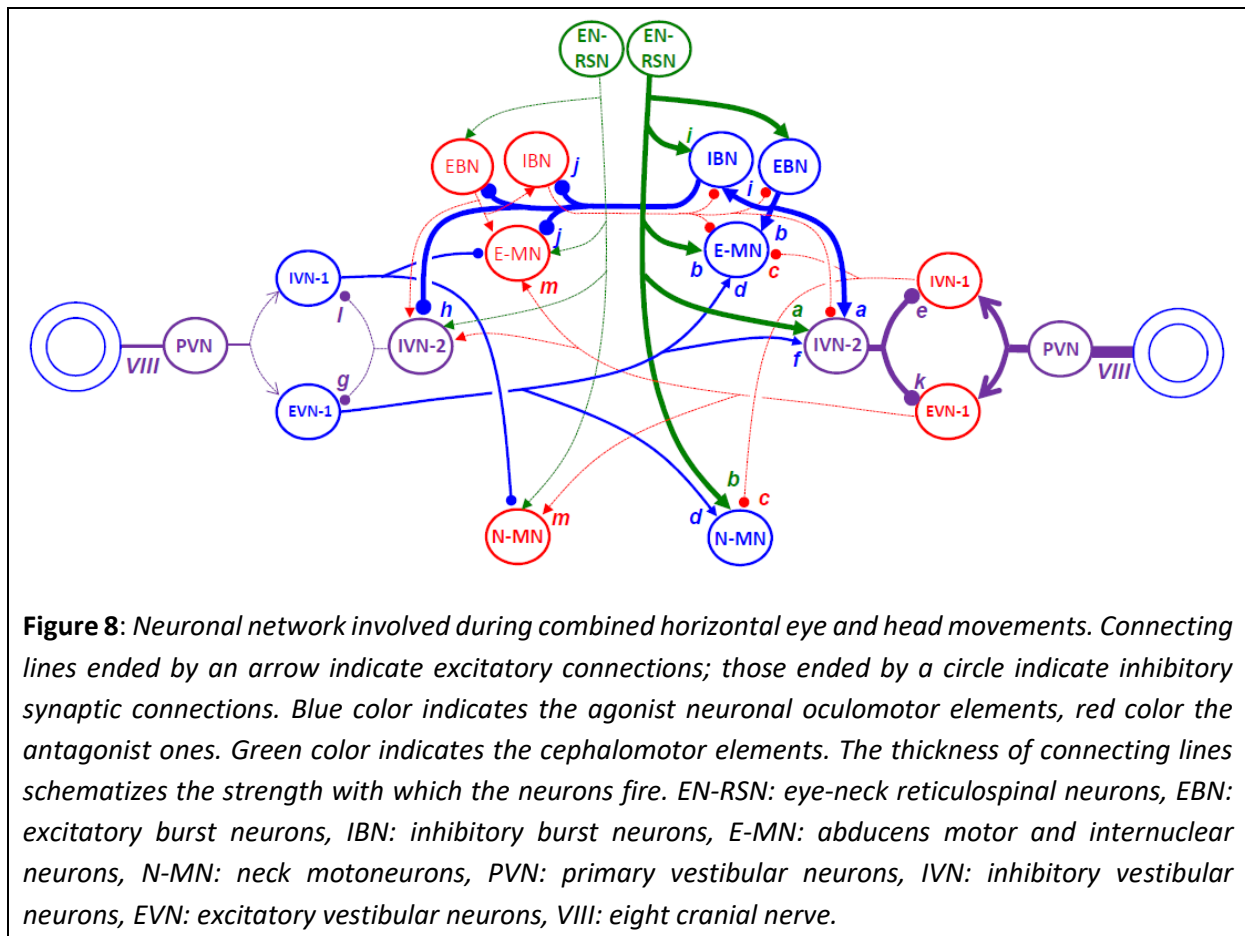 EN-
RSN
EN-
RSN
EBN
IBN
j
i
IBN
i
EBN
j
E-MN
m
b
E-MN
b
c
d
IVN-1
l
h
a
a
e
IVN-1
VIII
PVN
IVN-2
f
IVN-2
PVN
VIII
g
k
EVN-1
EVN-1
b
c
N-MN
m
d
N-MN
Figure 8: Neuronal network involved during combined horizontal eye and head movements. Connecting
lines ended by an arrow indicate excitatory connections; those ended by a circle indicate inhibitory
synaptic connections. Blue color indicates the agonist neuronal oculomotor elements, red color the
antagonist ones. Green color indicates the cephalomotor elements. The thickness of connecting lines
schematizes the strength with which the neurons fire. EN-RSN: eye-neck reticulospinal neurons, EBN:
excitatory burst neurons, IBN: inhibitory burst neurons, E-MN: abducens motor and internuclear
neurons, N-MN: neck motoneurons, PVN: primary vestibular neurons, IVN: inhibitory vestibular
neurons, EVN: excitatory vestibular neurons, VIII: eight cranial nerve.